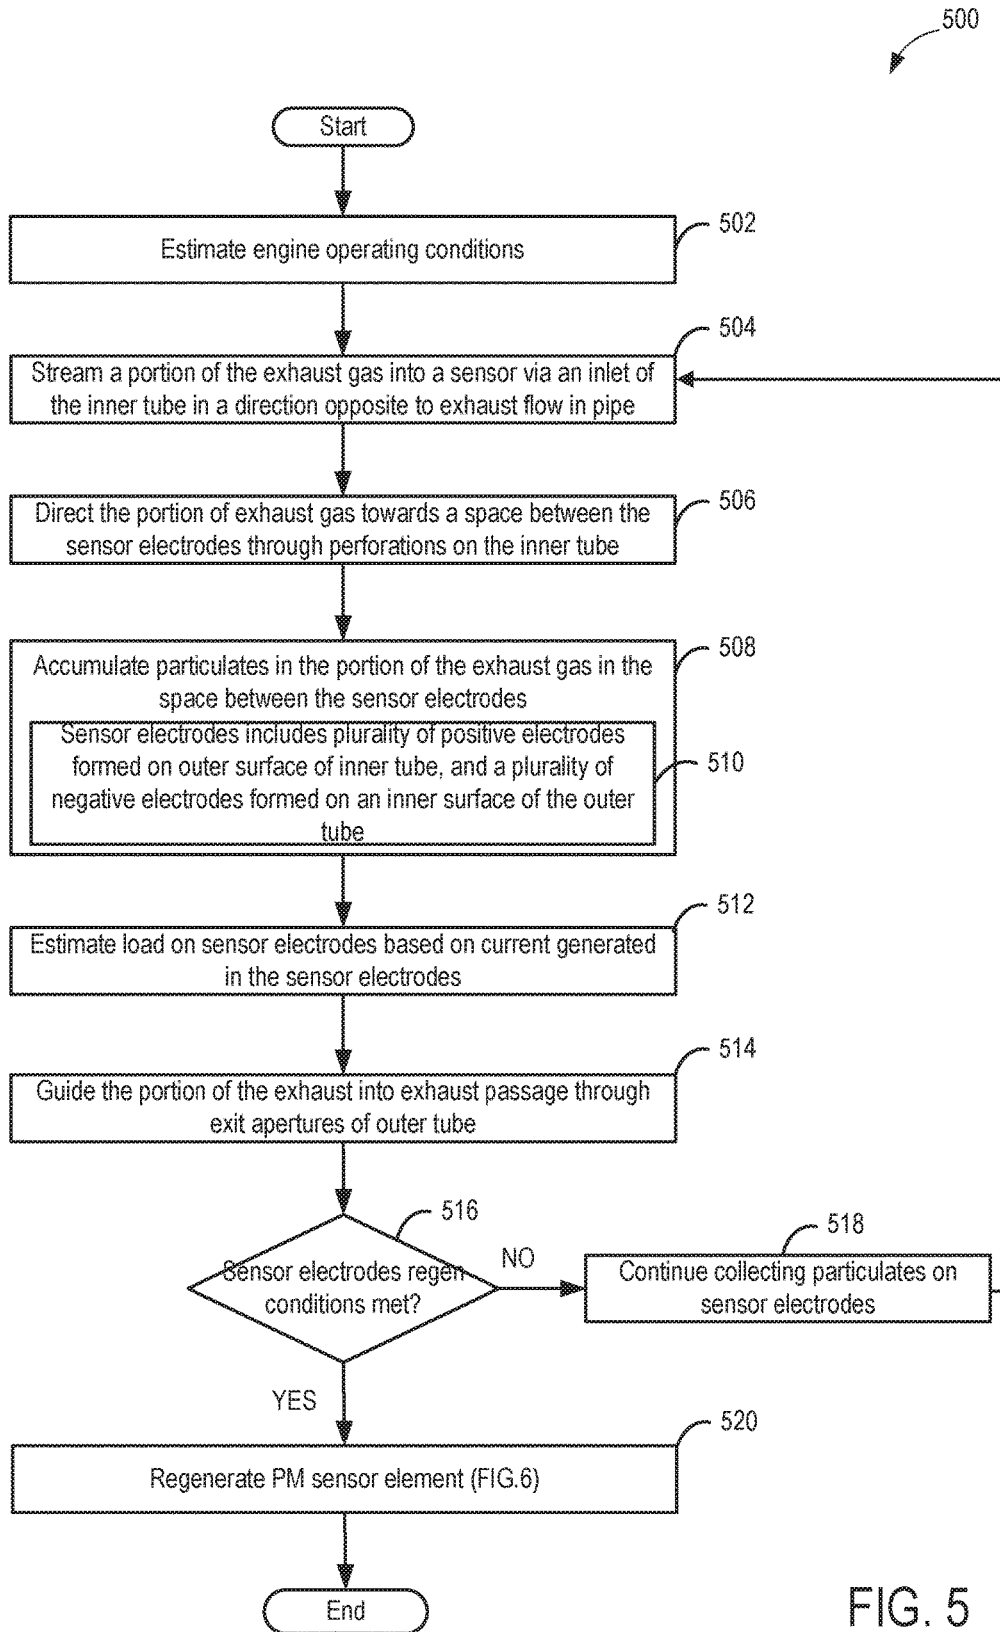 500
Start
502
Estimate engine operating conditions
504
Stream a portion of the exhaust gas into a sensor via an inlet of
the inner tube in a direction opposite to exhaust flow in pipe
506
Direct the portion of exhaust gas towards a space between the
sensor electrodes through perforations on the inner tube
508
Accumulate particulates in the portion of the exhaust gas in the
space between the sensor electrodes
510
Sensor electrodes includes plurality of positive electrodes
formed on outer surface of inner tube, and a plurality of
negative electrodes formed on an inner surface of the outer
tube
512
Estimate load on sensor electrodes based on current generated
in the sensor electrodes
514
Guide the portion of the exhaust into exhaust passage through
exit apertures of outer tube
516
Sensor electrodes regen
conditions met?
NO
518
Continue collecting particulates on
sensor electrodes
YES
520
Regenerate PM sensor element (FIG.6)
End
FIG. 5